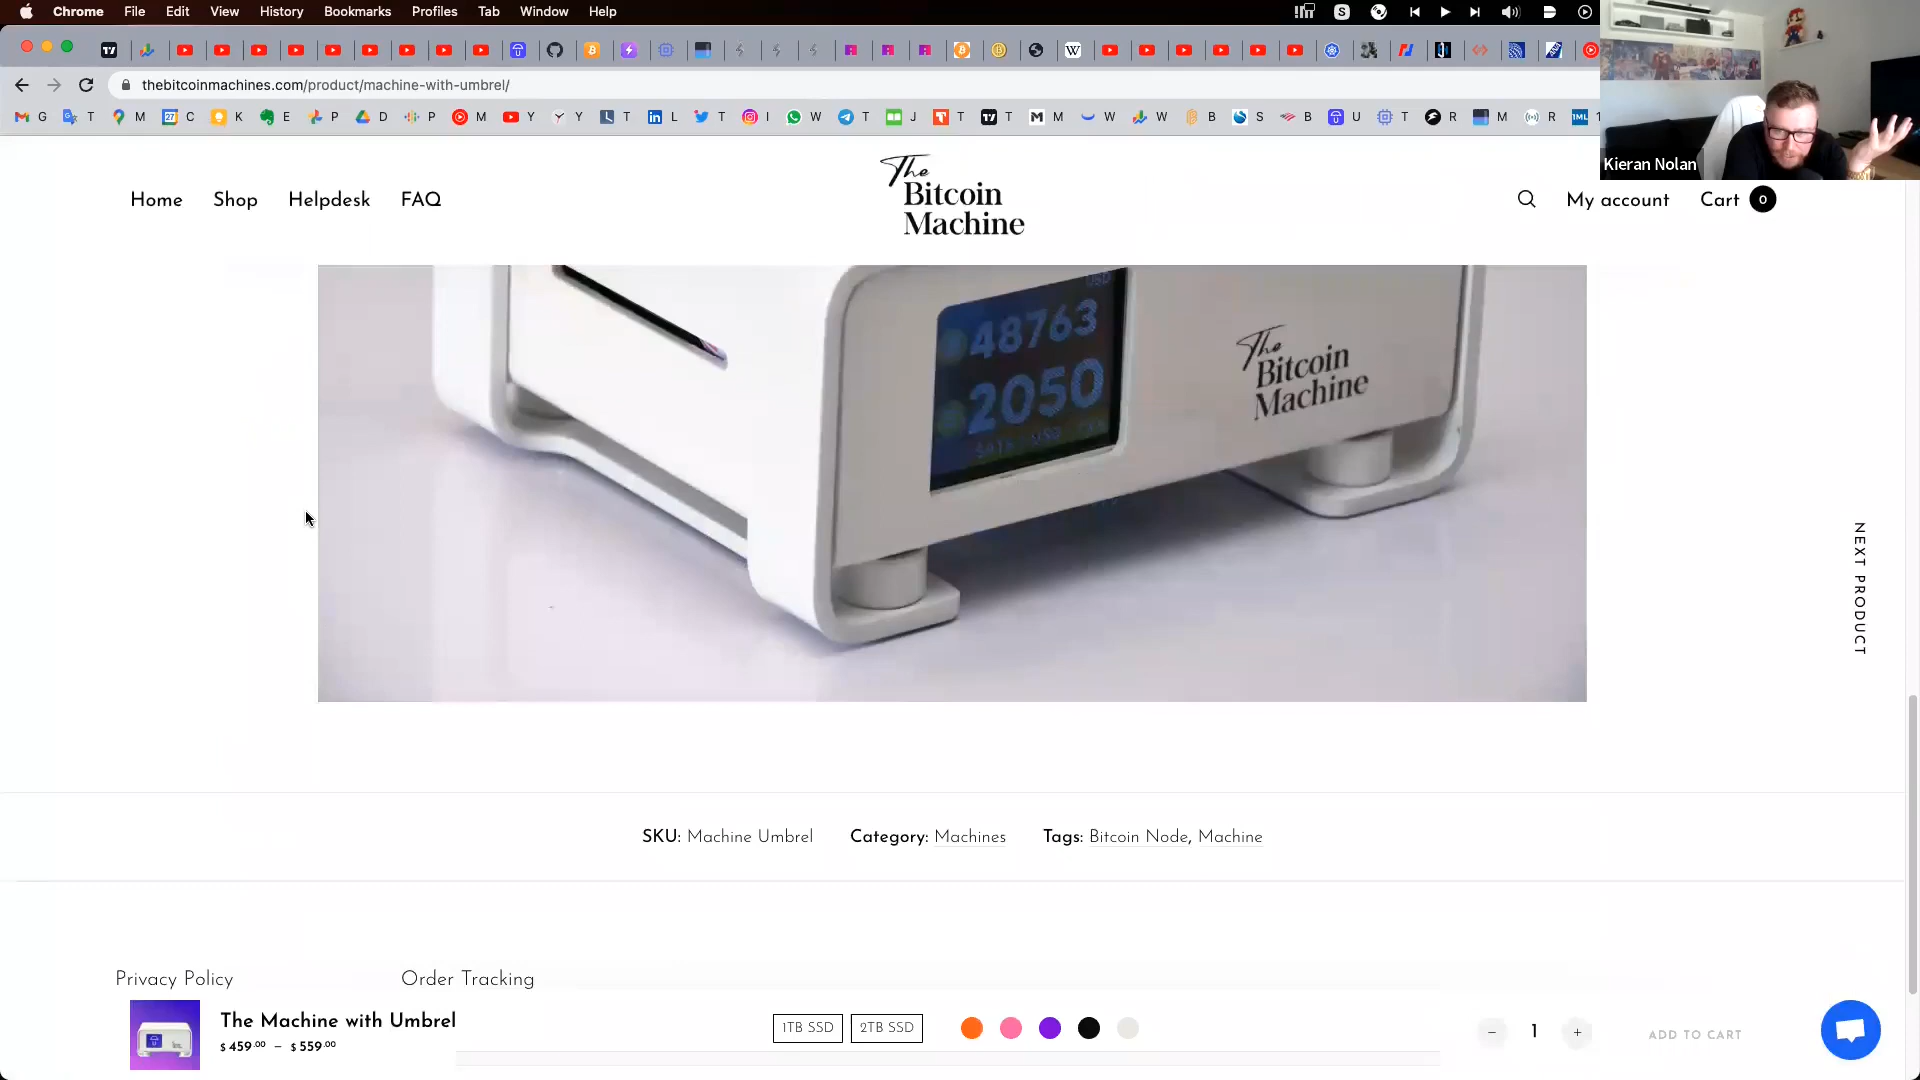 Chrome File Edit View History Bookmarks Profiles Tab Window Help
thebitcoinmachines.com/product/machine-with-umbrel/
G T M C K E P D P M Y Y T L T I W T J T T M W W B S B U T R M R 1ML 1
Kieran Nolan
Home Shop Helpdesk FAQ
The
Bitcoin
Machine
My account Cart 0
USD
48763
2050
The
Bitcoin
Machine
NEXT PRODUCT
SKU: Machine Umbrel Category: Machines Tags: Bitcoin Node, Machine
Privacy Policy Order Tracking
The Machine with Umbrel
$ 459.00 – $ 559.00
1TB SSD 2TB SSD
− 1 +
ADD TO CART